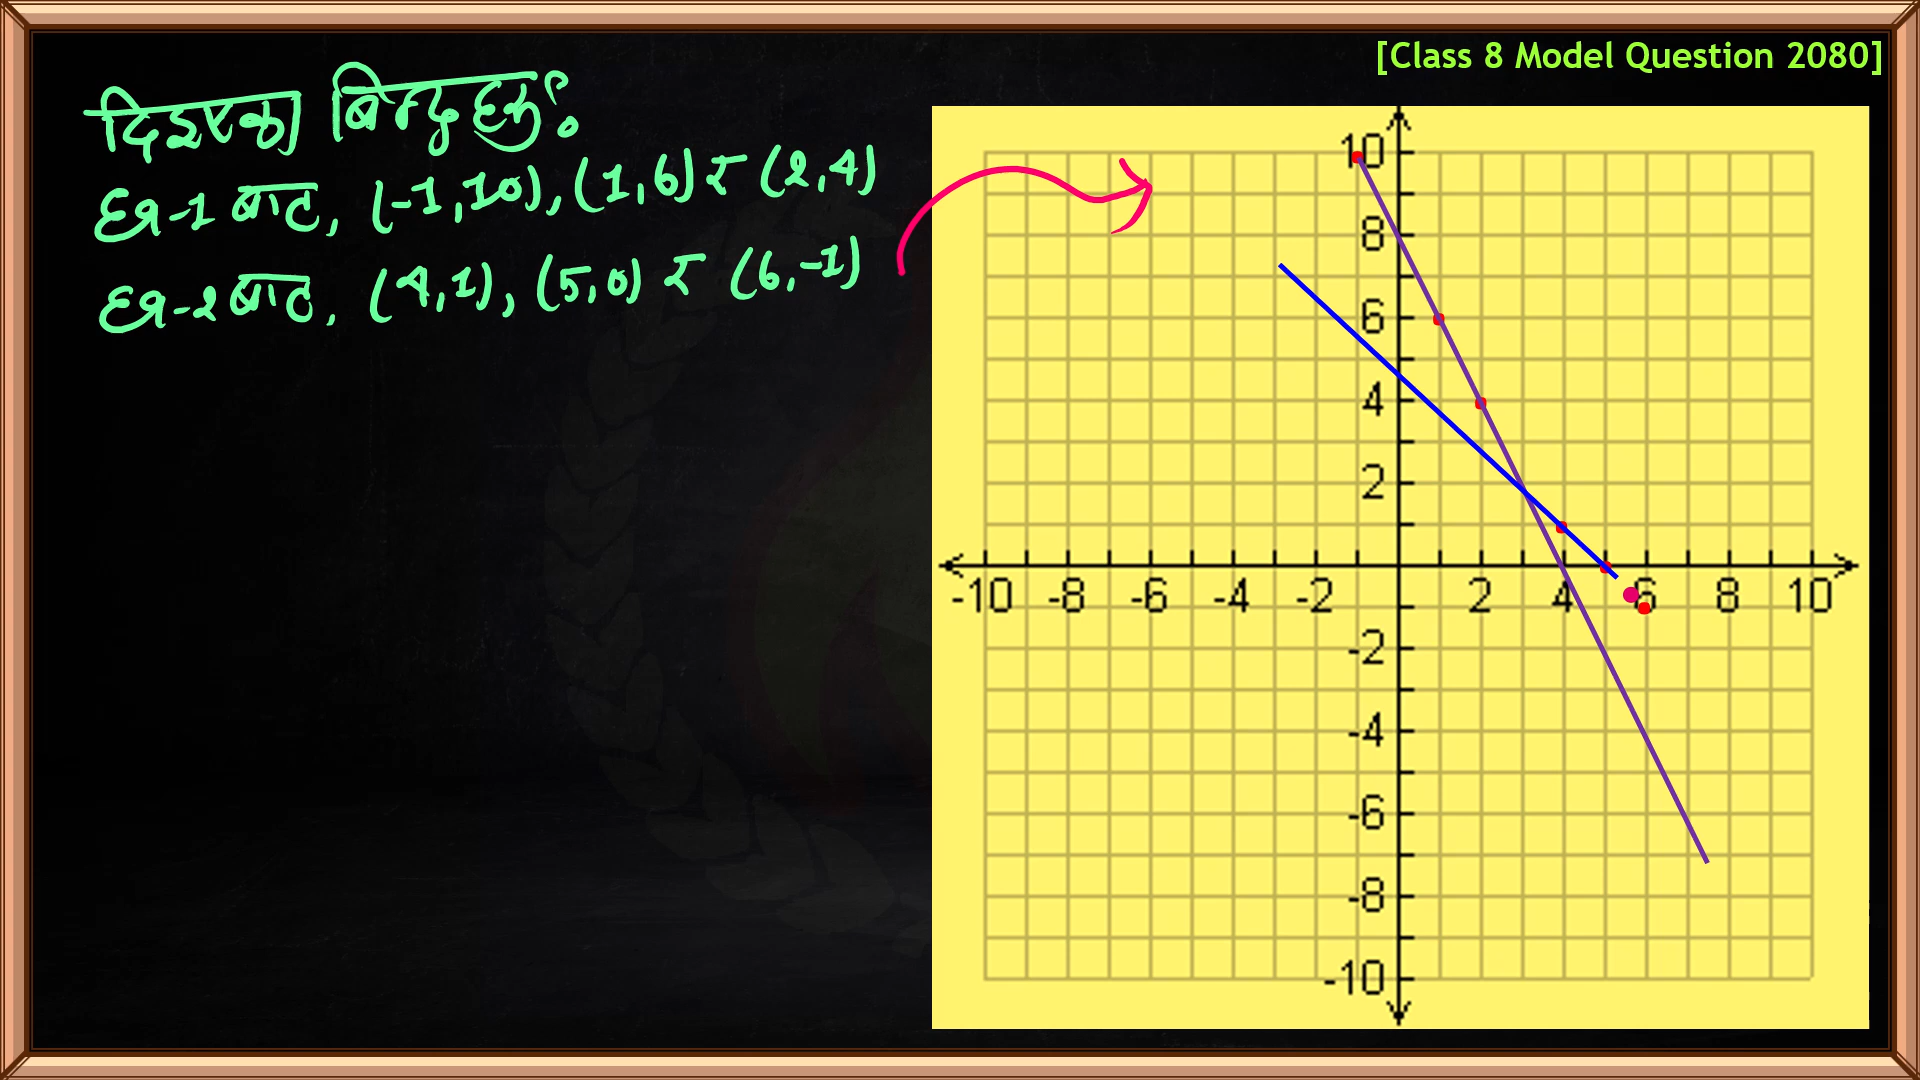 [Class 8 Model Question 2080]
दिइएका बिन्दुहरूः
घर-1 बाट, (-1,10), (1,6) र (2,4)
घर-2 बाट, (4,1), (5,0) र (6,-1)
10
8
6
4
2
-10 -8 -6 -4 -2 2 4 6 8 10
-2
-4
-6
-8
-10